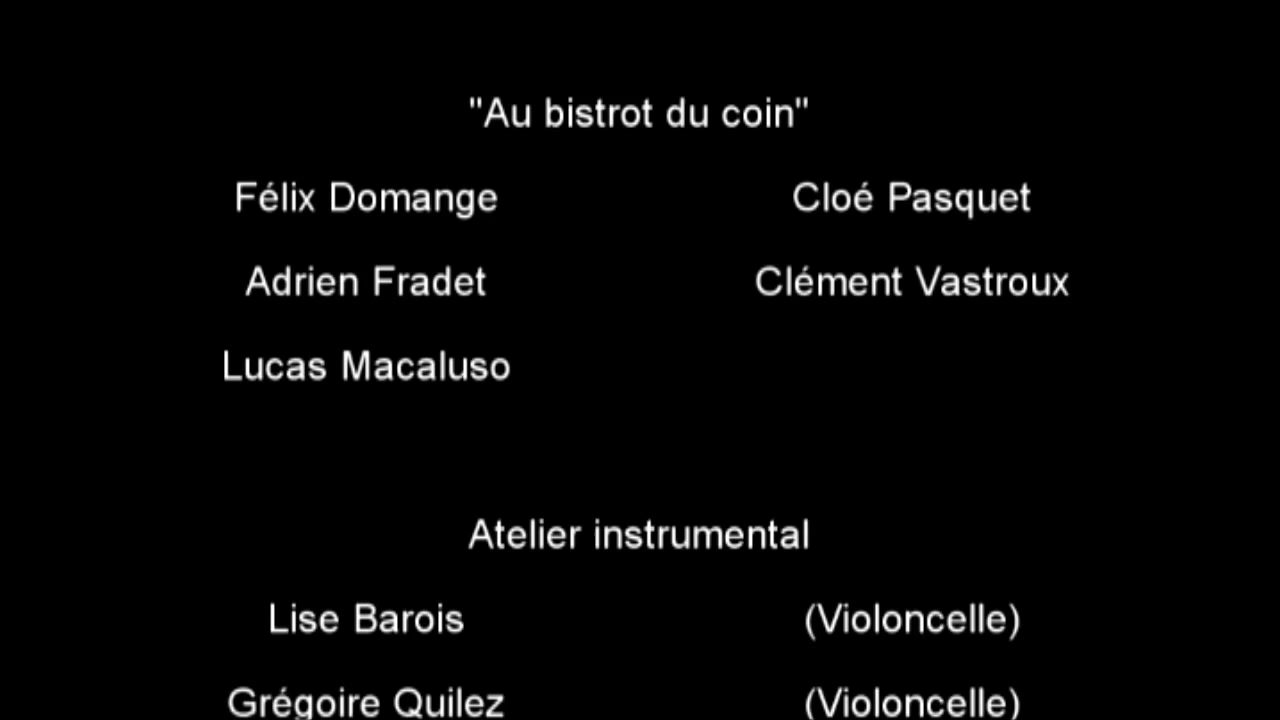 "Au bistrot du coin"
Félix Domange Cloé Pasquet
Adrien Fradet Clément Vastroux
Lucas Macaluso
Atelier instrumental
Lise Barois (Violoncelle)
Grégoire Quilez (Violoncelle)